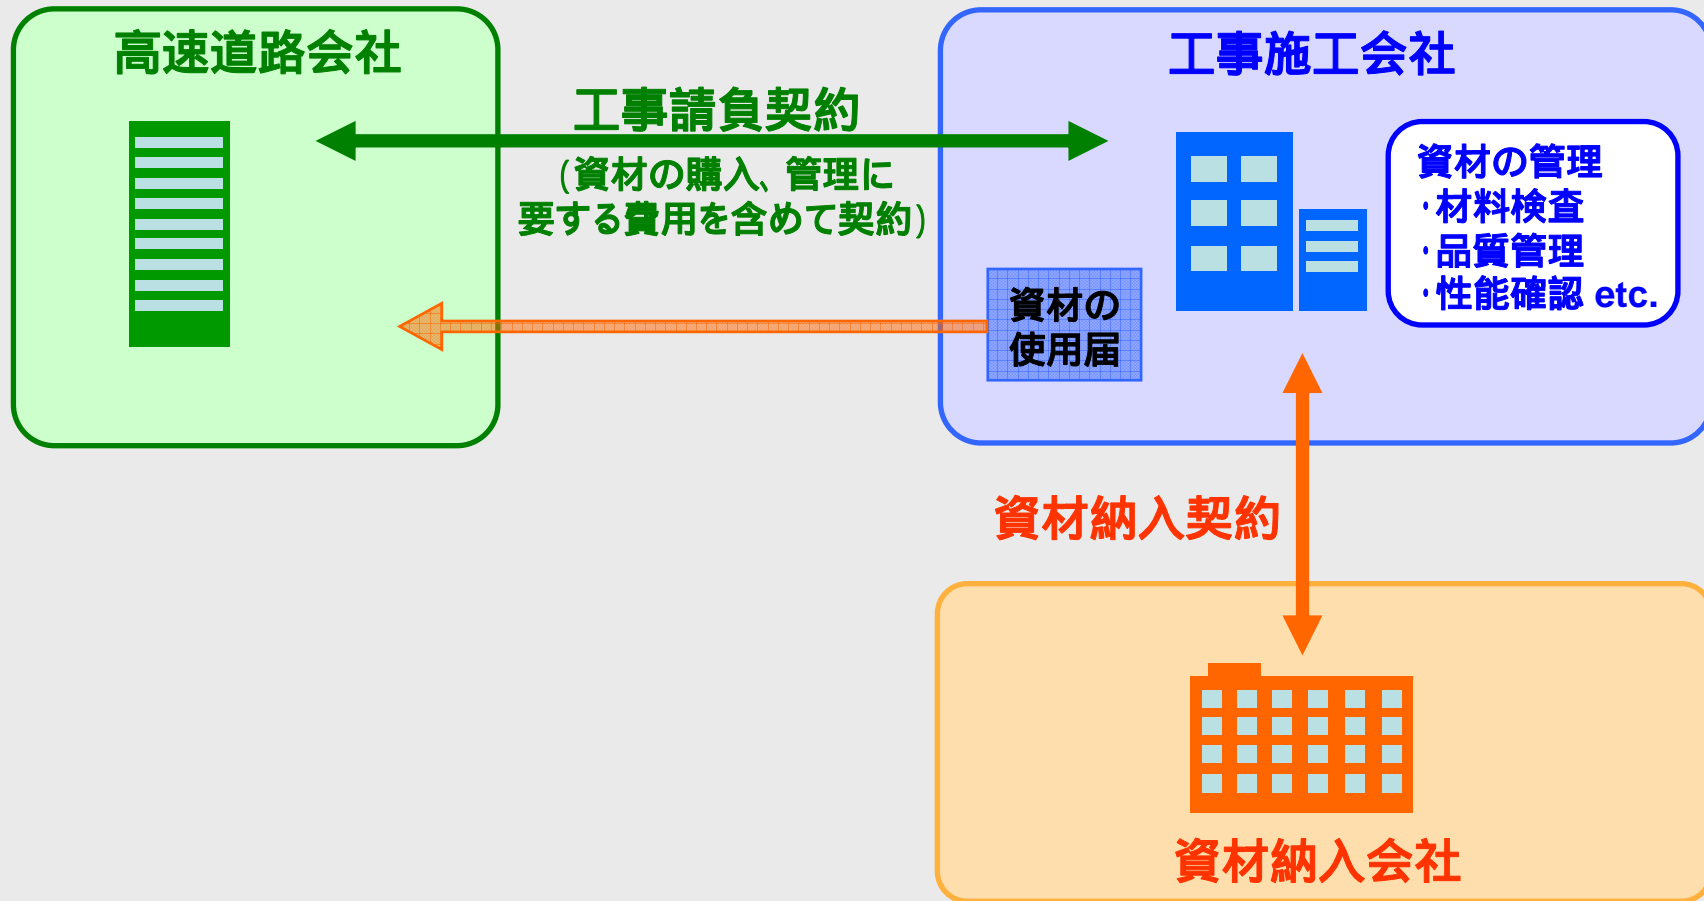 高速道路会社
工事請負契約
(資材の購入、管理に
要する費用を含めて契約)
工事施工会社
資材の管理
・材料検査
・品質管理
・性能確認 etc.
資材の
使用届
資材納入契約
資材納入会社